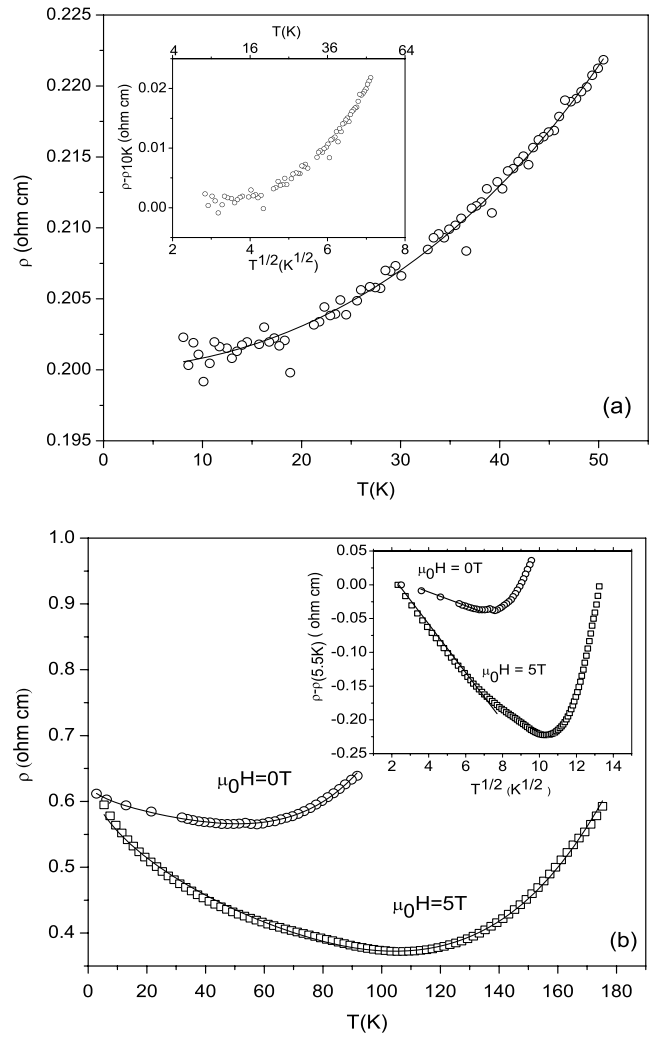 0.225
0.220
0.215
0.210
0.205
0.200
0.195
ρ (ohm cm)
0 10 20 30 40 50
T(K)
(a)
T(K)
4 16 36 64
0.02
0.01
0.00
ρ-ρ10K (ohm cm)
2 4 6 8
T1/2(K1/2)
1.0
0.9
0.8
0.7
0.6
0.5
0.4
ρ (ohm cm)
0 20 40 60 80 100 120 140 160 180
T(K)
μ0H=0T
μ0H=5T
(b)
0.05
0.00
-0.05
-0.10
-0.15
-0.20
-0.25
ρ-ρ(5.5K) ( ohm cm)
μ0H = 0T
μ0H = 5T
2 4 6 8 10 12 14
T1/2 (K1/2)